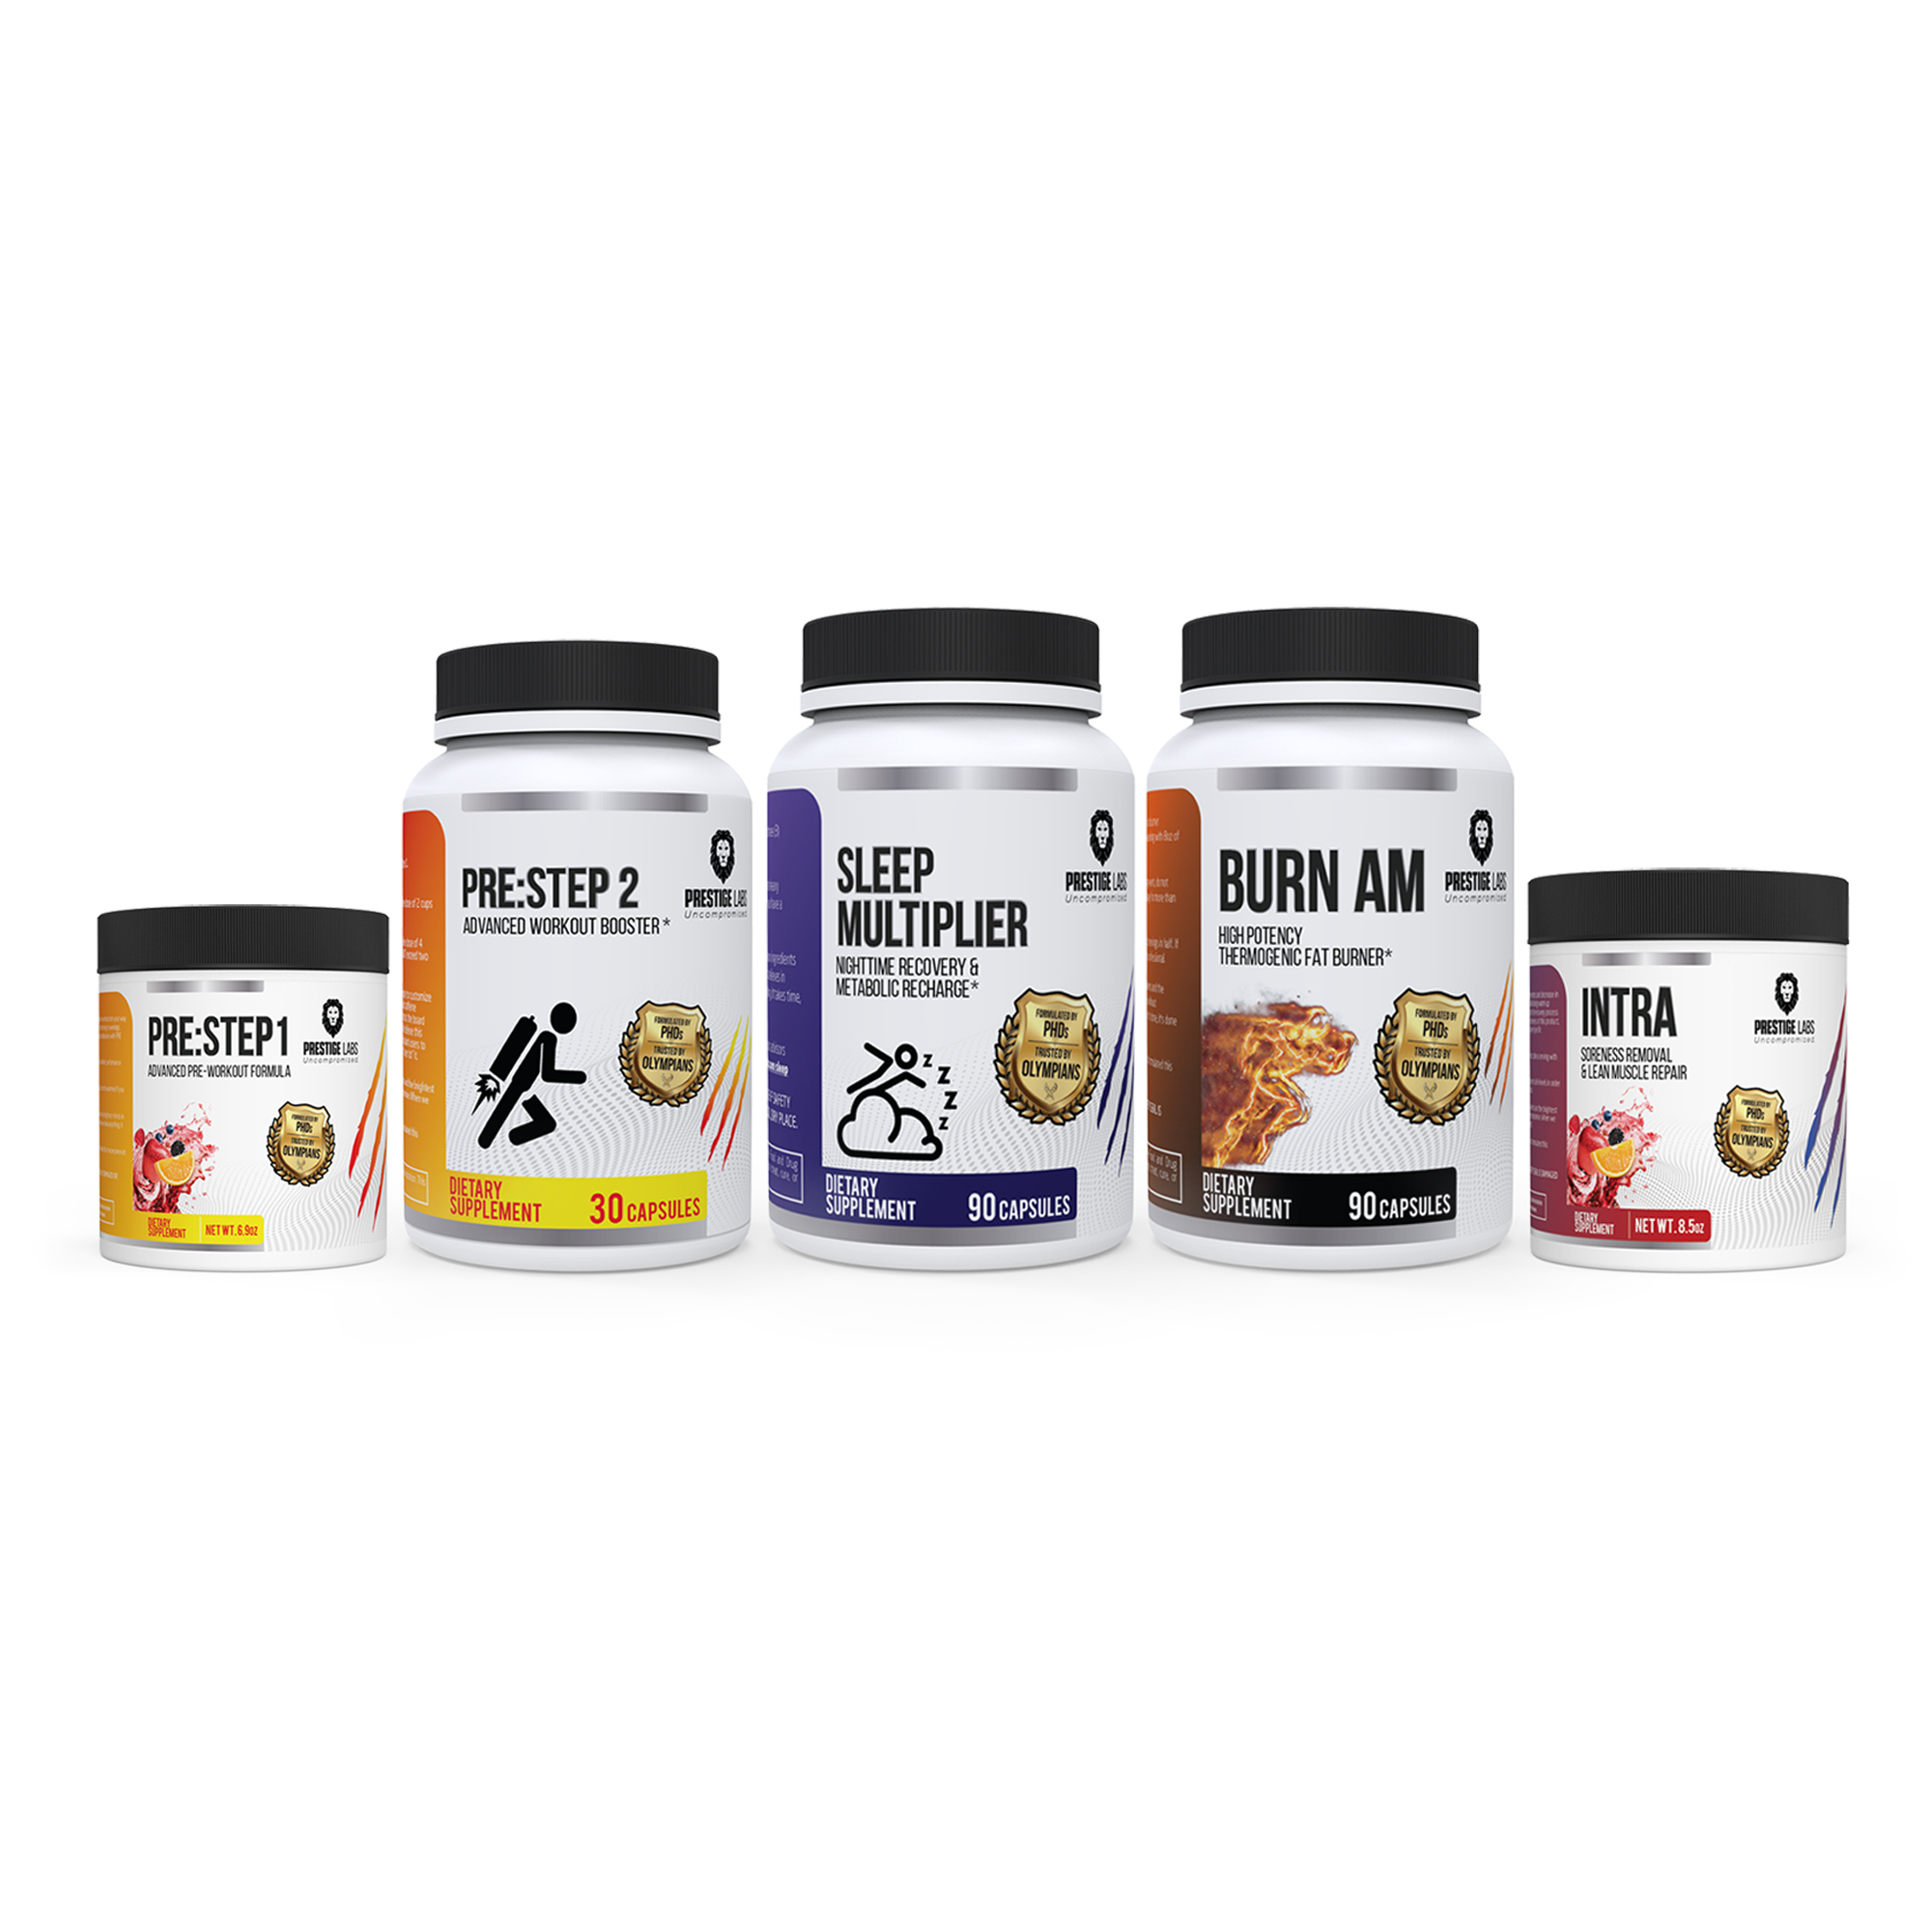 PRE:STEP 1
ADVANCED PRE-WORKOUT FORMULA
PRESTIGE LABS
Uncompromised.
FORMULATED BY
PHDs
TRUSTED BY
OLYMPIANS
DIETARY
SUPPLEMENT
NET WT. 6.9oz
PRE:STEP 2
ADVANCED WORKOUT BOOSTER*
PRESTIGE LABS
Uncompromised.
FORMULATED BY
PHDs
TRUSTED BY
OLYMPIANS
DIETARY
SUPPLEMENT
30 CAPSULES
SLEEP
MULTIPLIER
NIGHTTIME RECOVERY &
METABOLIC RECHARGE*
PRESTIGE LABS
Uncompromised.
Z
Z
Z
Z
FORMULATED BY
PHDs
TRUSTED BY
OLYMPIANS
DIETARY
SUPPLEMENT
90 CAPSULES
BURN AM
HIGH POTENCY
THERMOGENIC FAT BURNER*
PRESTIGE LABS
Uncompromised.
FORMULATED BY
PHDs
TRUSTED BY
OLYMPIANS
DIETARY
SUPPLEMENT
90 CAPSULES
INTRA
SORENESS REMOVAL
& LEAN MUSCLE REPAIR
PRESTIGE LABS
Uncompromised.
FORMULATED BY
PHDs
TRUSTED BY
OLYMPIANS
DIETARY
SUPPLEMENT
NET WT. 8.5oz